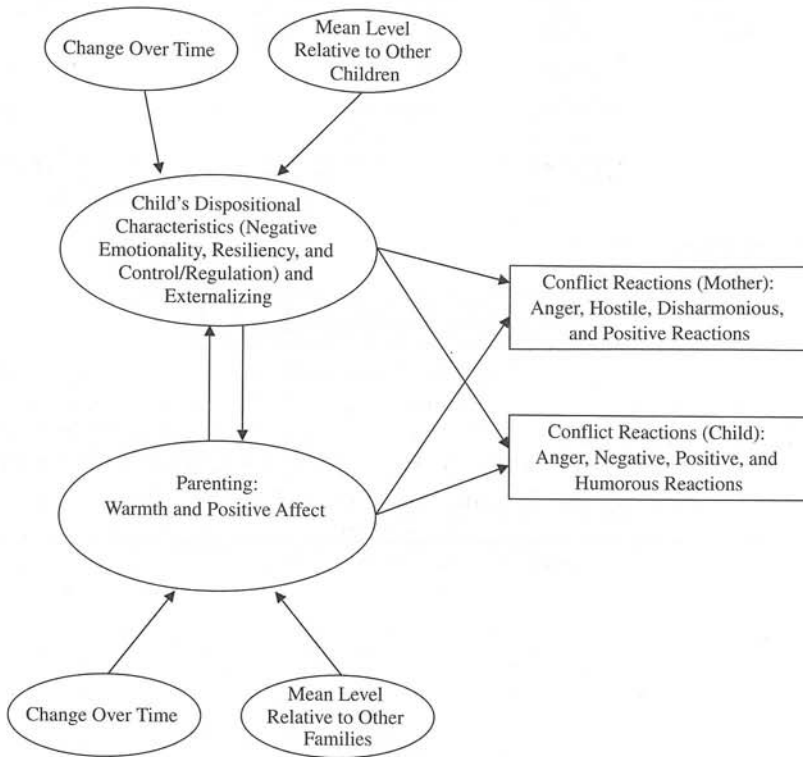 Change Over Time
Mean Level
Relative to Other
Children
Child's Dispositional
Characteristics (Negative
Emotionality, Resiliency, and
Control/Regulation) and
Externalizing
Conflict Reactions (Mother):
Anger, Hostile, Disharmonious,
and Positive Reactions
Conflict Reactions (Child):
Anger, Negative, Positive, and
Humorous Reactions
Parenting:
Warmth and Positive Affect
Change Over Time
Mean Level
Relative to Other
Families